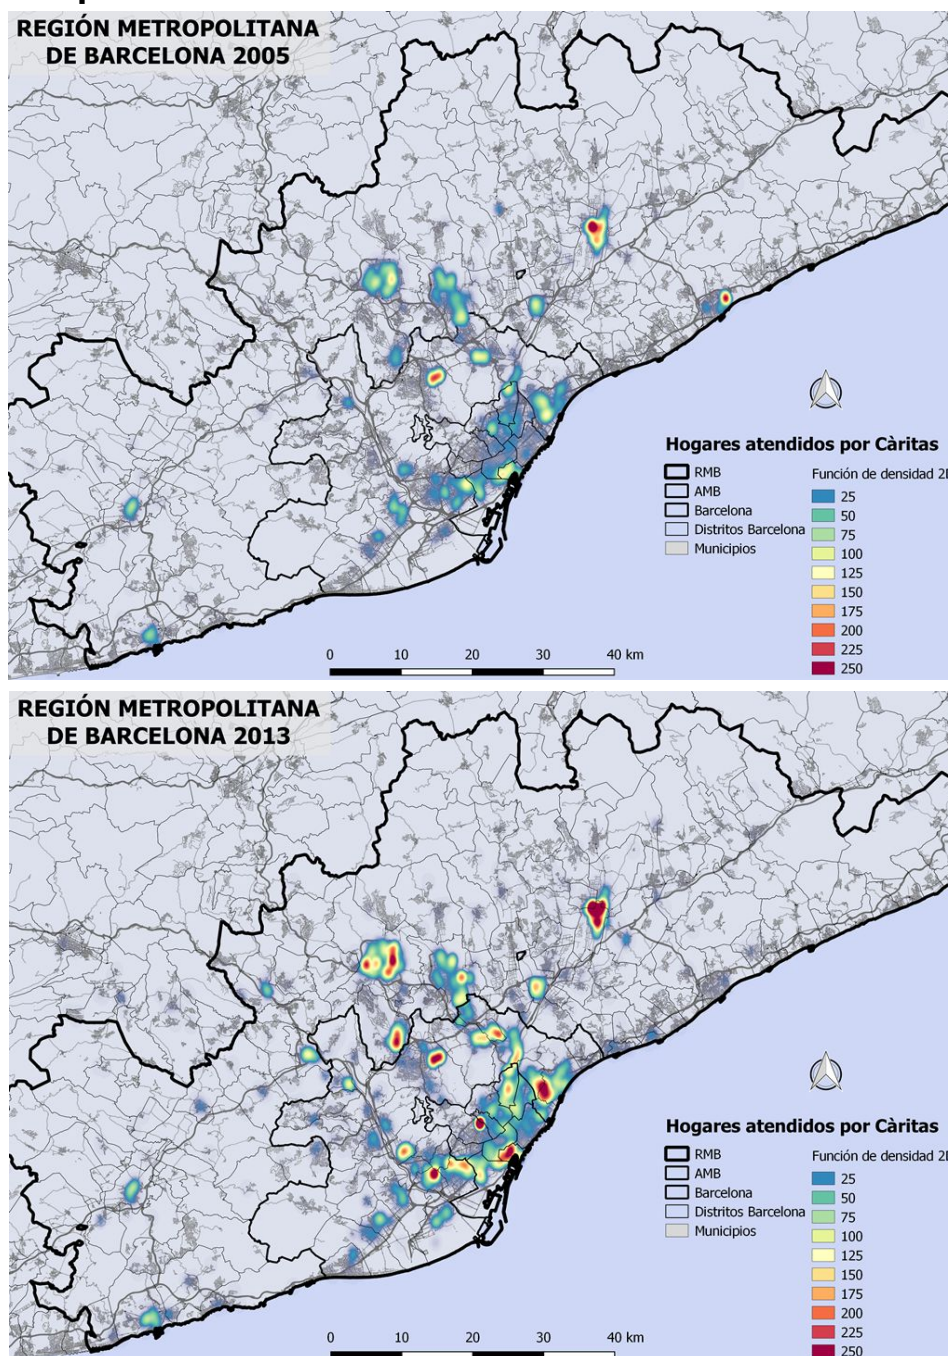 REGIÓN METROPOLITANA
DE BARCELONA 2005
Hogares atendidos por Càritas
RMB
AMB
Barcelona
Distritos Barcelona
Municipios
Función de densidad 2
25
50
75
100
125
150
175
200
225
250
0 10 20 30 40 km
REGIÓN METROPOLITANA
DE BARCELONA 2013
Hogares atendidos por Càritas
RMB
AMB
Barcelona
Distritos Barcelona
Municipios
Función de densidad 2
25
50
75
100
125
150
175
200
225
250
0 10 20 30 40 km